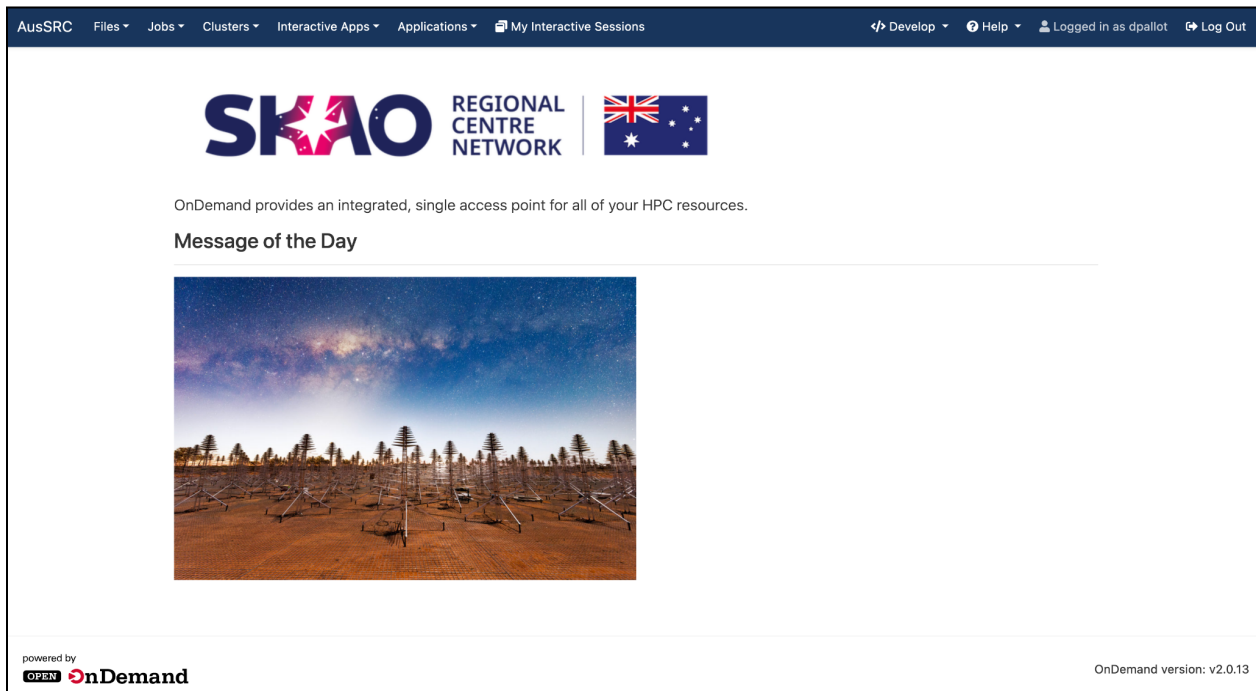 AusSRC Files Jobs Clusters Interactive Apps Applications My Interactive Sessions Develop Help Logged in as dpallot Log Out
SKAO
REGIONAL
CENTRE
NETWORK
OnDemand provides an integrated, single access point for all of your HPC resources.
Message of the Day
powered by
OPEN OnDemand
OnDemand version: v2.0.13